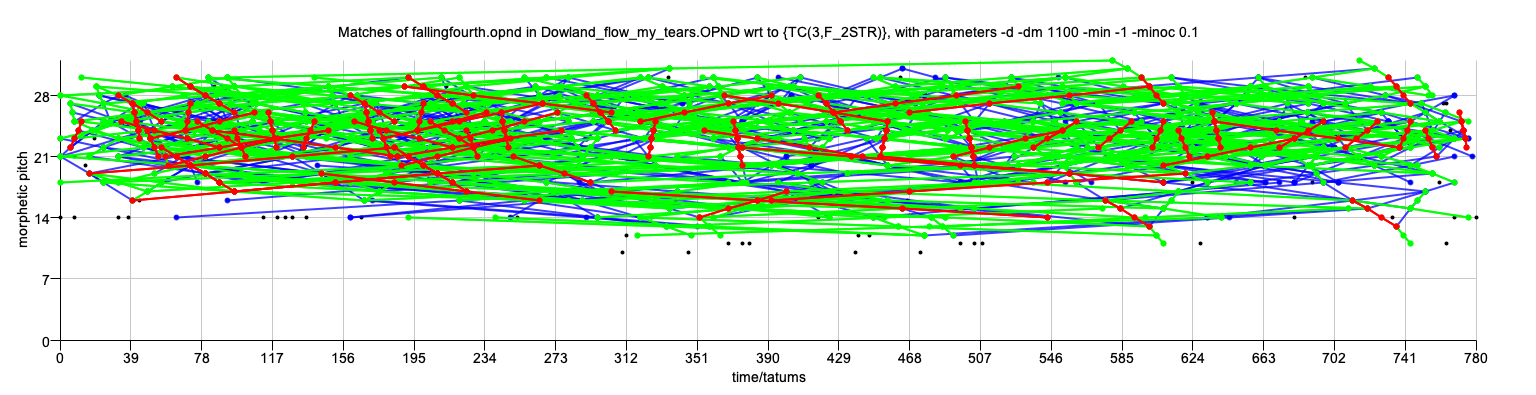 Matches of fallingfourth.opnd in Dowland_flow_my_tears.OPND wrt to {TC(3,F_2STR)}, with parameters -d -dm 1100 -min -1 -minoc 0.1
morphetic pitch
28
21
14
7
0
0 39 78 117 156 195 234 273 312 351 390 429 468 507 546 585 624 663 702 741 780
time/tatums